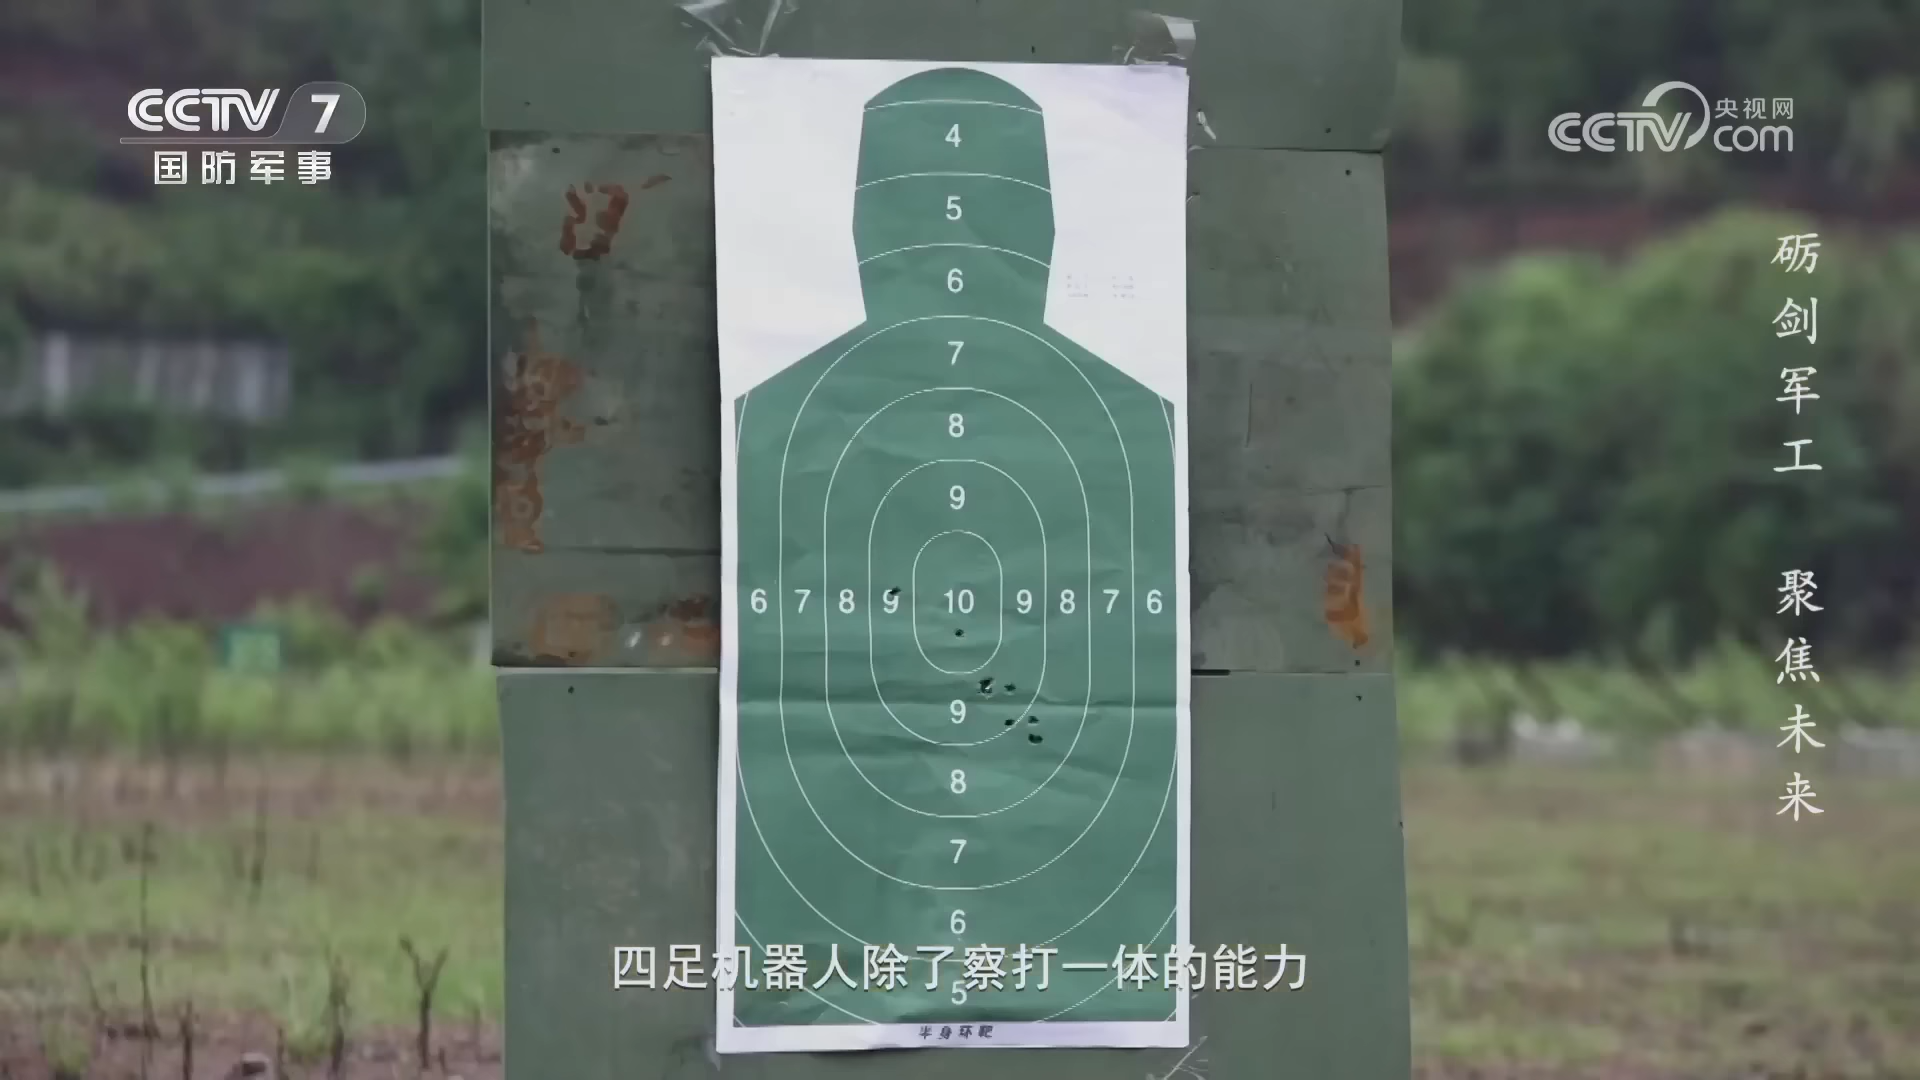 CCTV 7
国防军事
央视网
CCTV com
砺剑军工 聚焦未来
4
5
6
7
8
9
6 7 8 9 10 9 8 7 6
9
8
7
6
四足机器人除了察打一体的能力
5
半身环靶